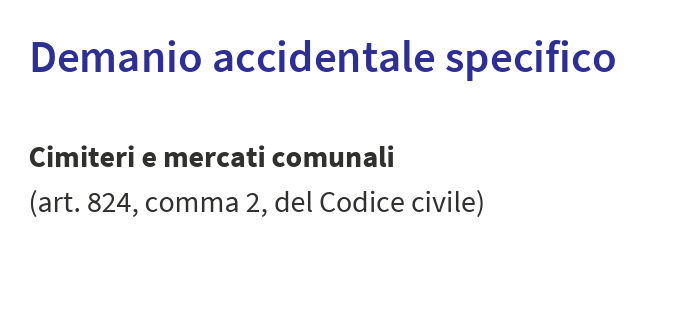 Demanio accidentale specifico
Cimiteri e mercati comunali
(art. 824, comma 2, del Codice civile)